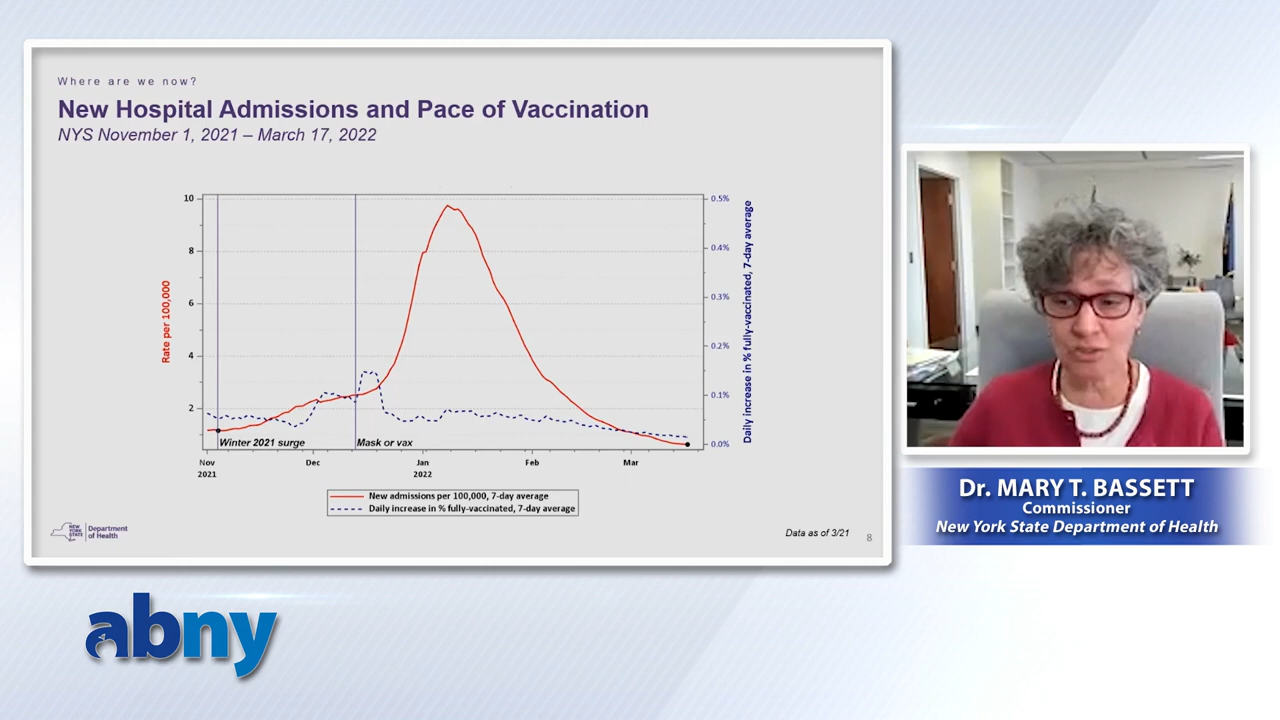 Where are we now?
New Hospital Admissions and Pace of Vaccination
NYS November 1, 2021 – March 17, 2022
10
8
6
4
2
Rate per 100,000
0.5%
0.4%
0.3%
0.2%
0.1%
0.0%
Daily increase in % fully-vaccinated, 7-day average
Winter 2021 surge
Mask or vax
Nov
2021
Dec
Jan
2022
Feb
Mar
New admissions per 100,000, 7-day average
Daily increase in % fully-vaccinated, 7-day average
NEW
YORK
STATE
Department
of Health
Data as of 3/21
8
Dr. MARY T. BASSETT
Commissioner
New York State Department of Health
abny